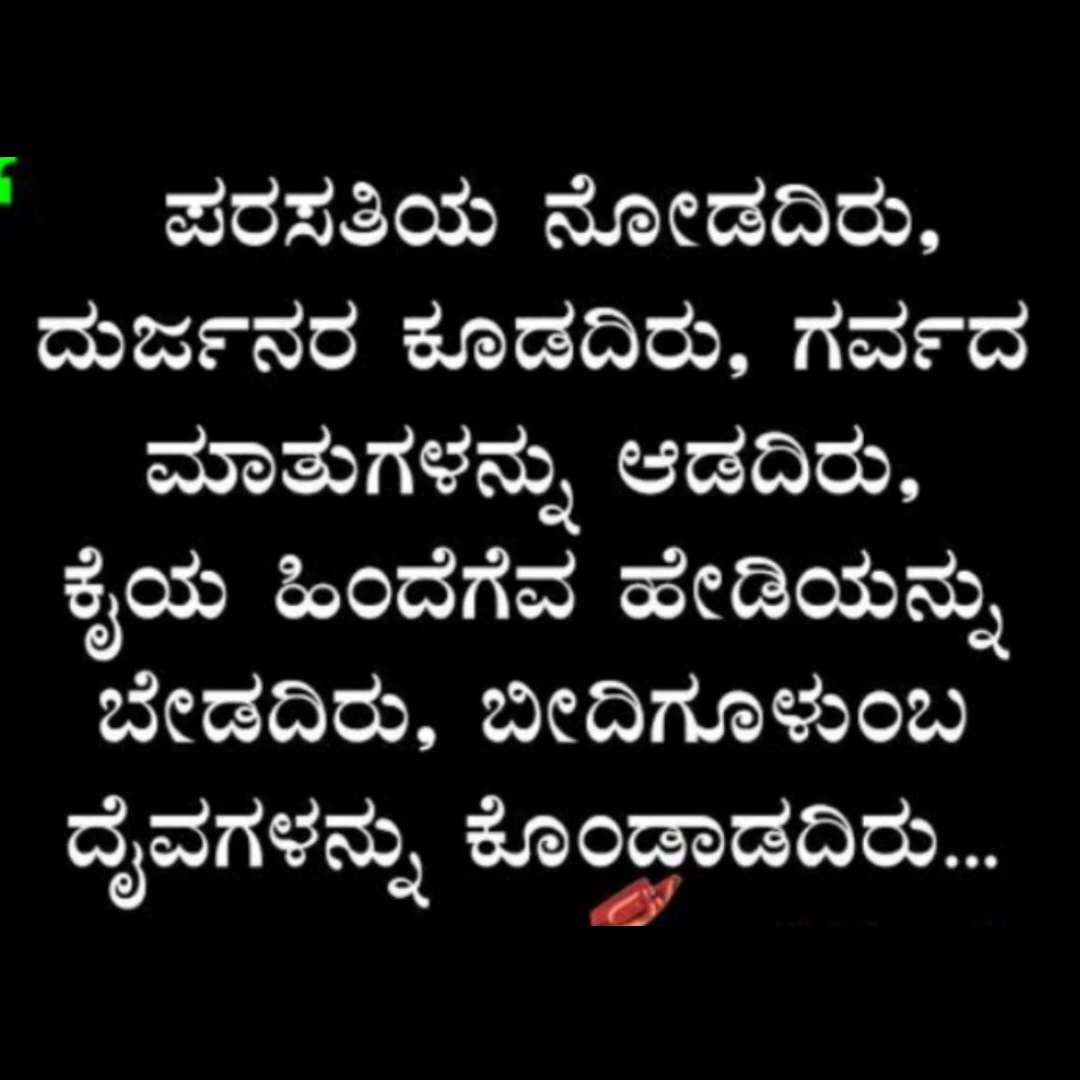 ಪರಸತಿಯ ನೋಡದಿರು,
ದುರ್ಜನರ ಕೂಡದಿರು, ಗರ್ವದ
ಮಾತುಗಳನ್ನು ಆಡದಿರು,
ಕೈಯ ಹಿಂದೆಗೆವ ಹೇಡಿಯನ್ನು
ಬೇಡದಿರು, ಬೀದಿಗೂಳುಂಬ
ದೈವಗಳನ್ನು ಕೊಂಡಾಡದಿರು...